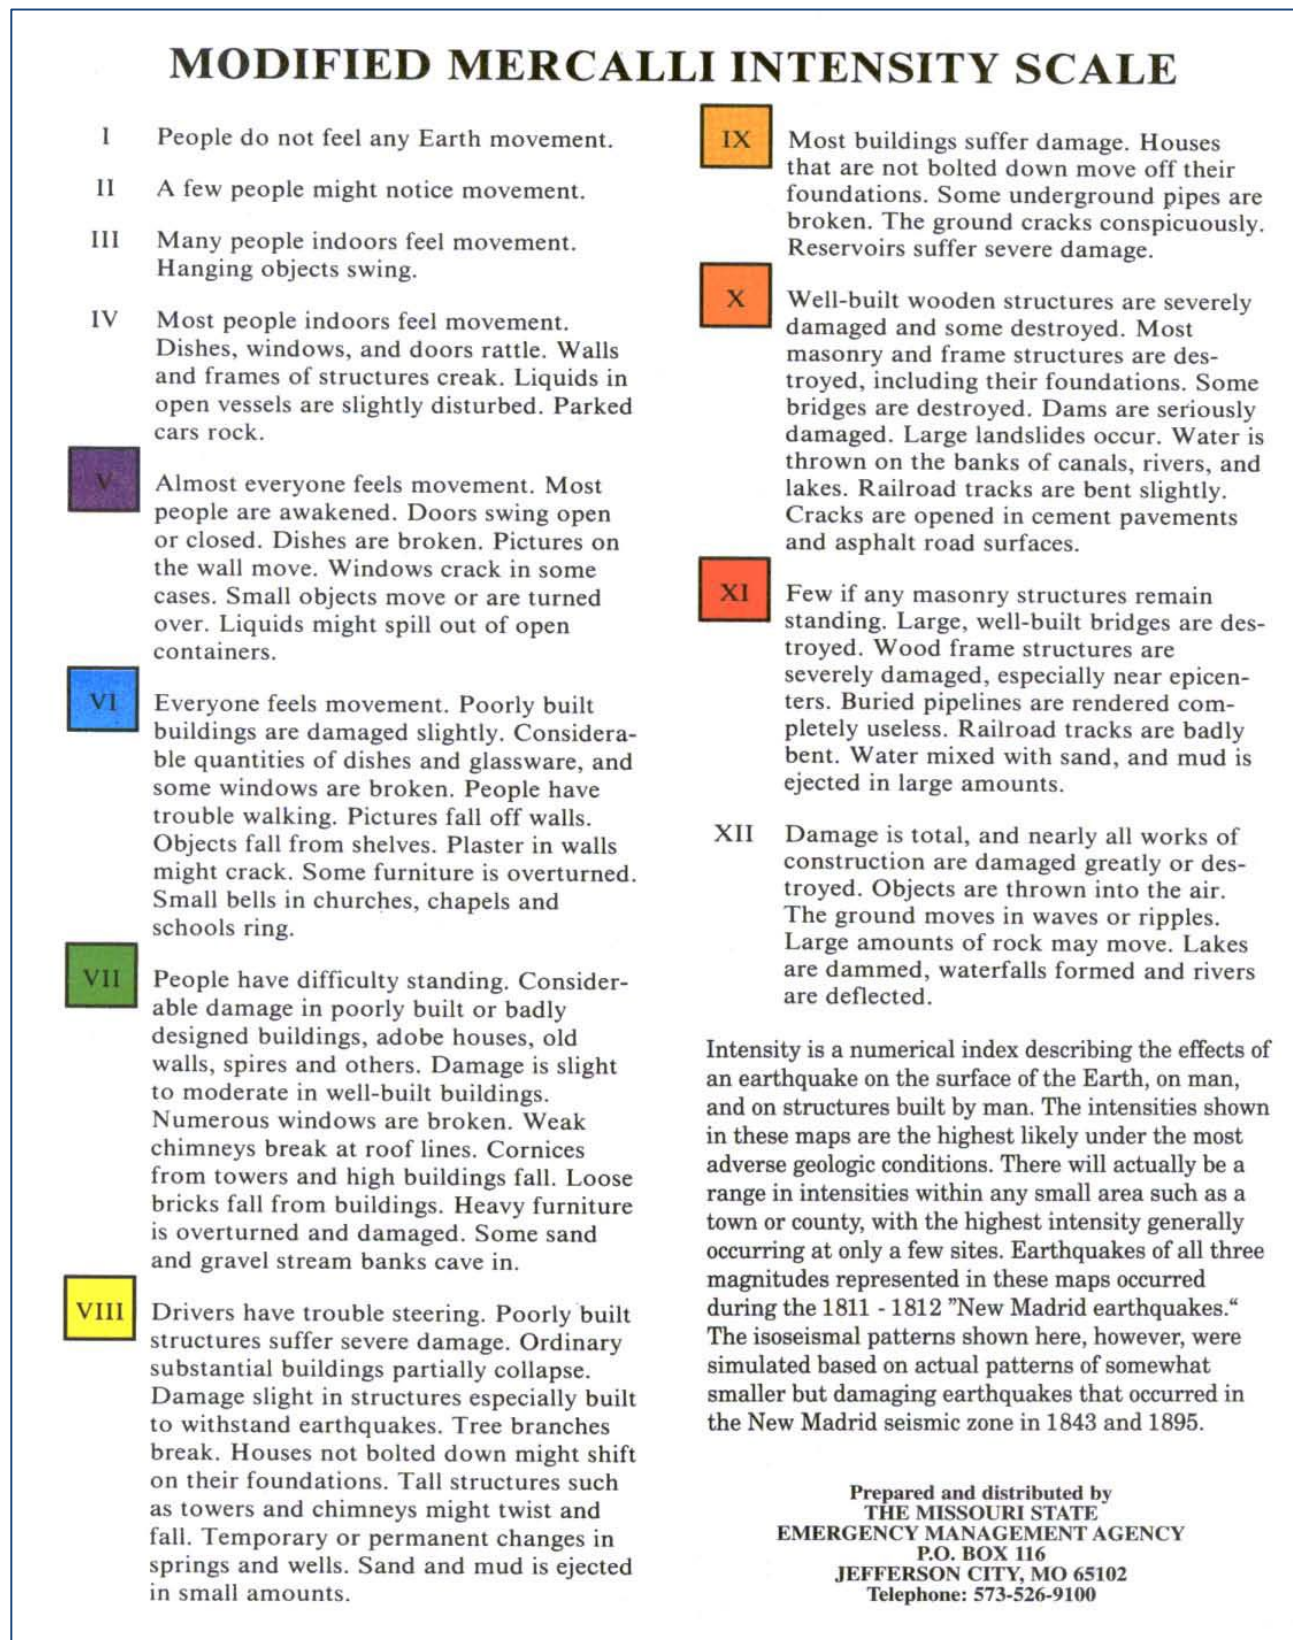 MODIFIED MERCALLI INTENSITY SCALE
I People do not feel any Earth movement.
II A few people might notice movement.
III Many people indoors feel movement.
Hanging objects swing.
IV Most people indoors feel movement.
Dishes, windows, and doors rattle. Walls
and frames of structures creak. Liquids in
open vessels are slightly disturbed. Parked
cars rock.
V Almost everyone feels movement. Most
people are awakened. Doors swing open
or closed. Dishes are broken. Pictures on
the wall move. Windows crack in some
cases. Small objects move or are turned
over. Liquids might spill out of open
containers.
VI Everyone feels movement. Poorly built
buildings are damaged slightly. Considera-
ble quantities of dishes and glassware, and
some windows are broken. People have
trouble walking. Pictures fall off walls.
Objects fall from shelves. Plaster in walls
might crack. Some furniture is overturned.
Small bells in churches, chapels and
schools ring.
VII People have difficulty standing. Consider-
able damage in poorly built or badly
designed buildings, adobe houses, old
walls, spires and others. Damage is slight
to moderate in well-built buildings.
Numerous windows are broken. Weak
chimneys break at roof lines. Cornices
from towers and high buildings fall. Loose
bricks fall from buildings. Heavy furniture
is overturned and damaged. Some sand
and gravel stream banks cave in.
VIII Drivers have trouble steering. Poorly built
structures suffer severe damage. Ordinary
substantial buildings partially collapse.
Damage slight in structures especially built
to withstand earthquakes. Tree branches
break. Houses not bolted down might shift
on their foundations. Tall structures such
as towers and chimneys might twist and
fall. Temporary or permanent changes in
springs and wells. Sand and mud is ejected
in small amounts.
IX Most buildings suffer damage. Houses
that are not bolted down move off their
foundations. Some underground pipes are
broken. The ground cracks conspicuously.
Reservoirs suffer severe damage.
X Well-built wooden structures are severely
damaged and some destroyed. Most
masonry and frame structures are des-
troyed, including their foundations. Some
bridges are destroyed. Dams are seriously
damaged. Large landslides occur. Water is
thrown on the banks of canals, rivers, and
lakes. Railroad tracks are bent slightly.
Cracks are opened in cement pavements
and asphalt road surfaces.
XI Few if any masonry structures remain
standing. Large, well-built bridges are des-
troyed. Wood frame structures are
severely damaged, especially near epicen-
ters. Buried pipelines are rendered com-
pletely useless. Railroad tracks are badly
bent. Water mixed with sand, and mud is
ejected in large amounts.
XII Damage is total, and nearly all works of
construction are damaged greatly or des-
troyed. Objects are thrown into the air.
The ground moves in waves or ripples.
Large amounts of rock may move. Lakes
are dammed, waterfalls formed and rivers
are deflected.
Intensity is a numerical index describing the effects of
an earthquake on the surface of the Earth, on man,
and on structures built by man. The intensities shown
in these maps are the highest likely under the most
adverse geologic conditions. There will actually be a
range in intensities within any small area such as a
town or county, with the highest intensity generally
occurring at only a few sites. Earthquakes of all three
magnitudes represented in these maps occurred
during the 1811 - 1812 ”New Madrid earthquakes.“
The isoseismal patterns shown here, however, were
simulated based on actual patterns of somewhat
smaller but damaging earthquakes that occurred in
the New Madrid seismic zone in 1843 and 1895.
Prepared and distributed by
THE MISSOURI STATE
EMERGENCY MANAGEMENT AGENCY
P.O. BOX 116
JEFFERSON CITY, MO 65102
Telephone: 573-526-9100